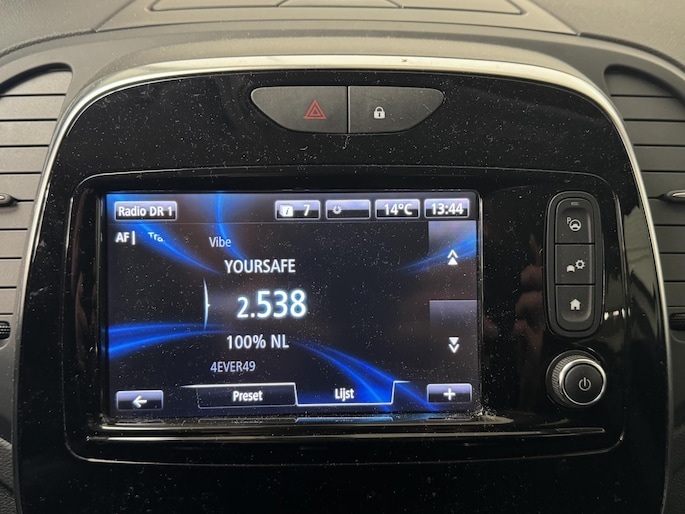 Radio DR 1
i 7
14°C
13:44
AF
Vibe
YOURSAFE
2.538
100% NL
4EVER49
Preset
Lijst
+
P